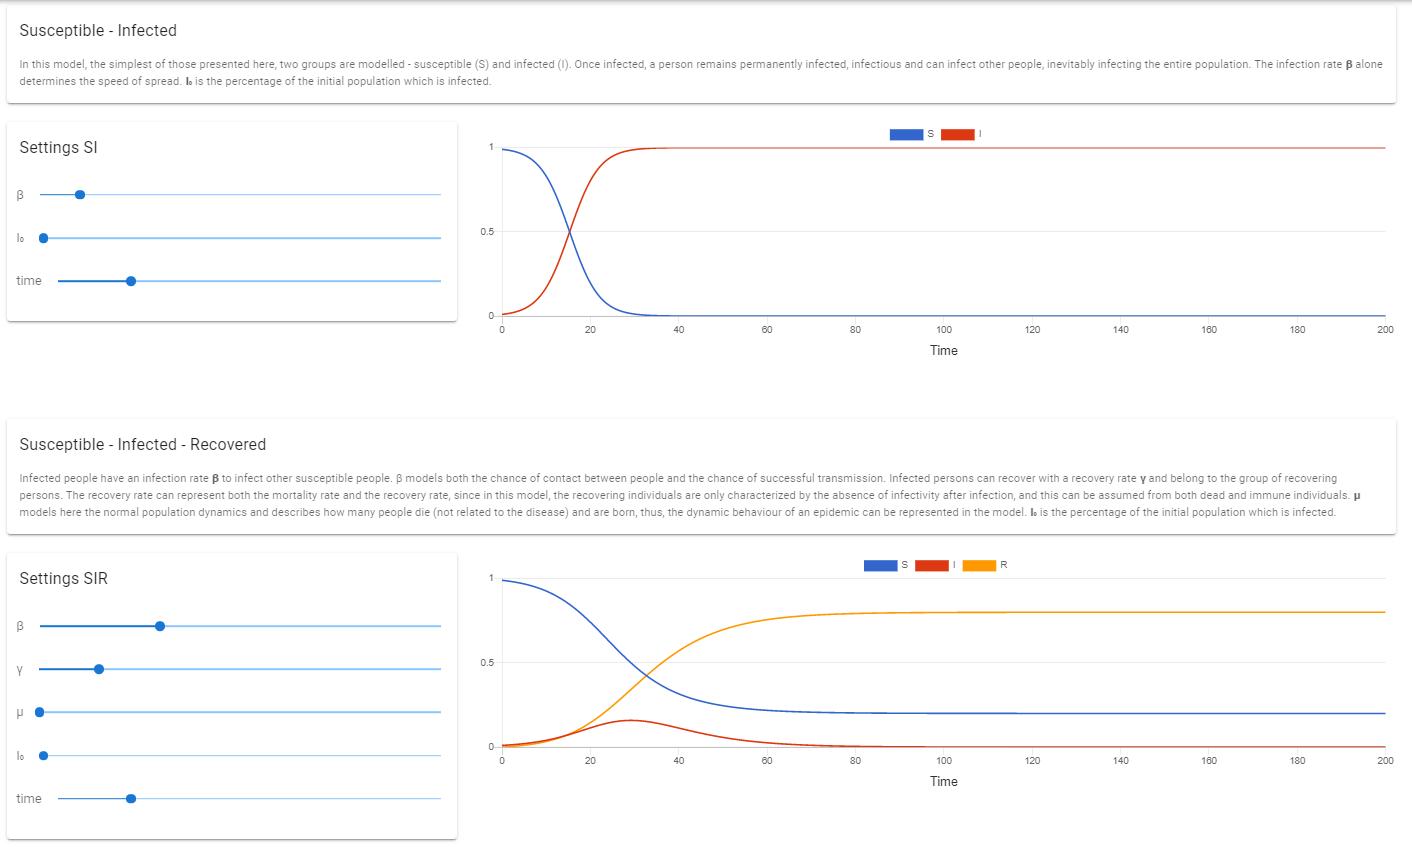 Susceptible - Infected
In this model, the simplest of those presented here, two groups are modelled - susceptible (S) and infected (I). Once infected, a person remains permanently infected, infectious and can infect other people, inevitably infecting the entire population. The infection rate β alone
determines the speed of spread. I₀ is the percentage of the initial population which is infected.
Settings SI
β
I₀
time
S I
1
0.5
0
0 20 40 60 80 100 120 140 160 180 200
Time
Susceptible - Infected - Recovered
Infected people have an infection rate β to infect other susceptible people. β models both the chance of contact between people and the chance of successful transmission. Infected persons can recover with a recovery rate γ and belong to the group of recovering
persons. The recovery rate can represent both the mortality rate and the recovery rate, since in this model, the recovering individuals are only characterized by the absence of infectivity after infection, and this can be assumed from both dead and immune individuals. μ
models here the normal population dynamics and describes how many people die (not related to the disease) and are born, thus, the dynamic behaviour of an epidemic can be represented in the model. I₀ is the percentage of the initial population which is infected.
Settings SIR
β
γ
μ
I₀
time
S I R
1
0.5
0
0 20 40 60 80 100 120 140 160 180 200
Time